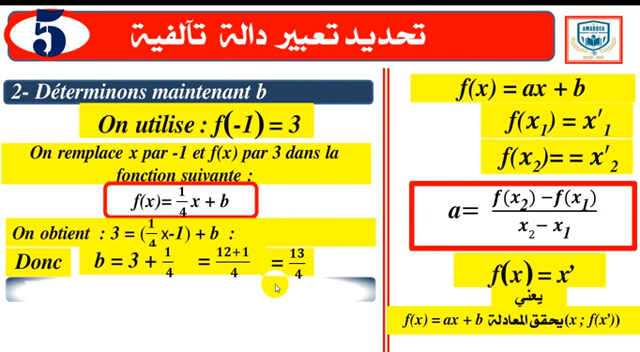 5
تحديد تعبير دالة تآلفية
AMAROSK
2- Déterminons maintenant b
On utilise : f(-1) = 3
On remplace x par -1 et f(x) par 3 dans la
fonction suivante :
f(x)= 1/4 x + b
On obtient : 3 = (1/4 x-1) + b :
Donc b = 3 + 1/4 = 12+1/4 = 13/4
f(x) = ax + b
f(x₁) = x'₁
f(x₂) = = x'₂
a= f(x₂) –f(x₁) / x₂– x₁
f(x) = x'
يعني
f(x) = ax + b يحقق المعادلة (x ; f(x'))